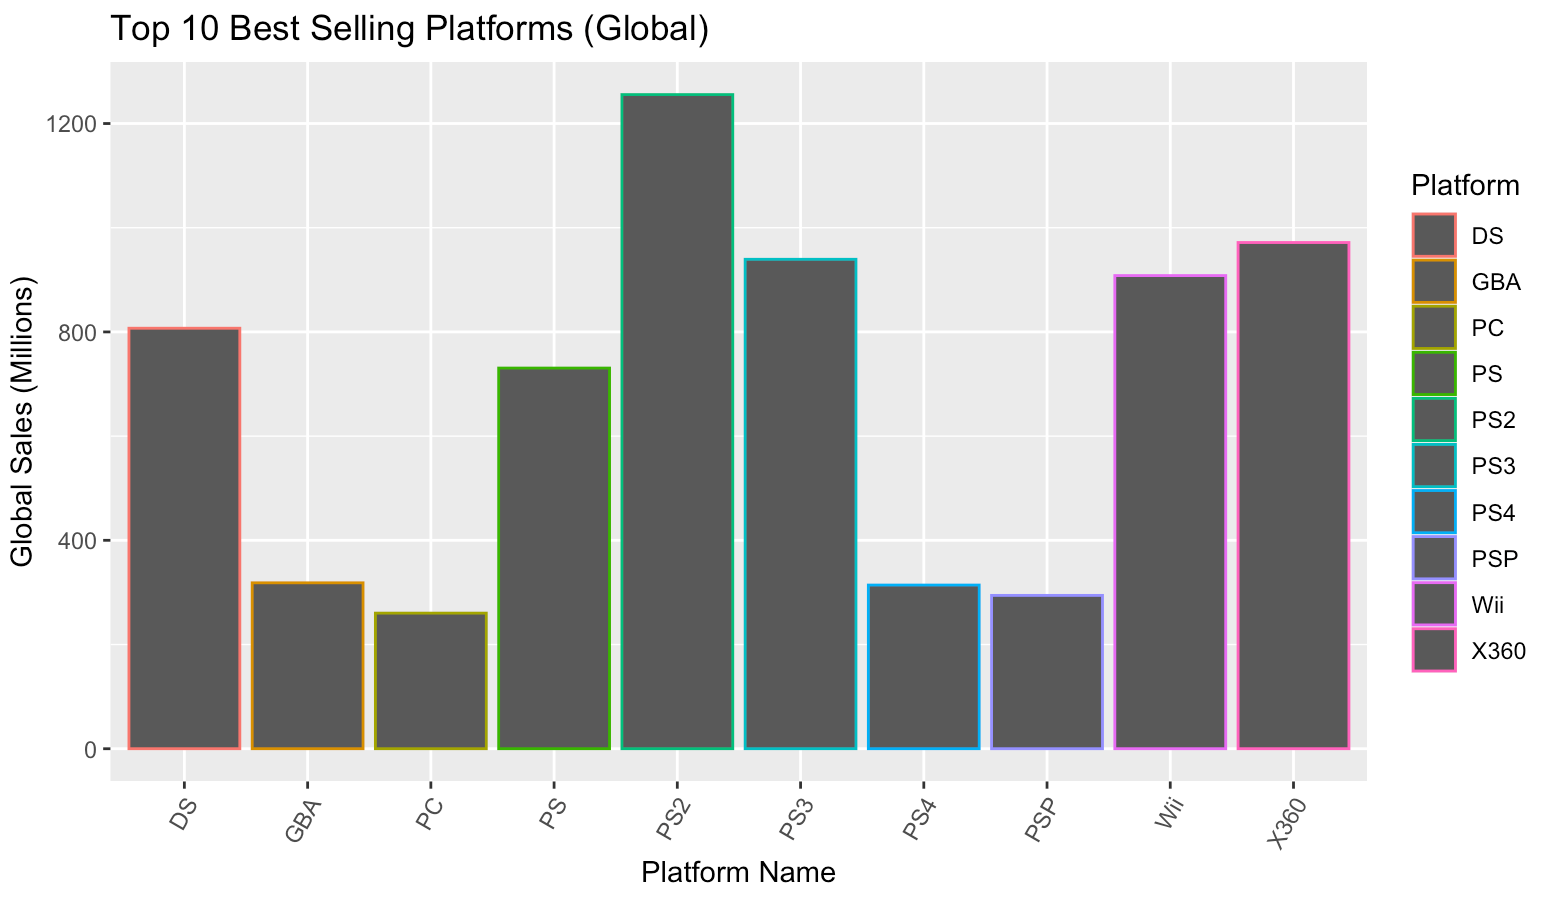 Top 10 Best Selling Platforms (Global)
Global Sales (Millions)
1200
800
400
0
DS
GBA
PC
PS
PS2
PS3
PS4
PSP
Wii
X360
Platform Name
Platform
DS
GBA
PC
PS
PS2
PS3
PS4
PSP
Wii
X360